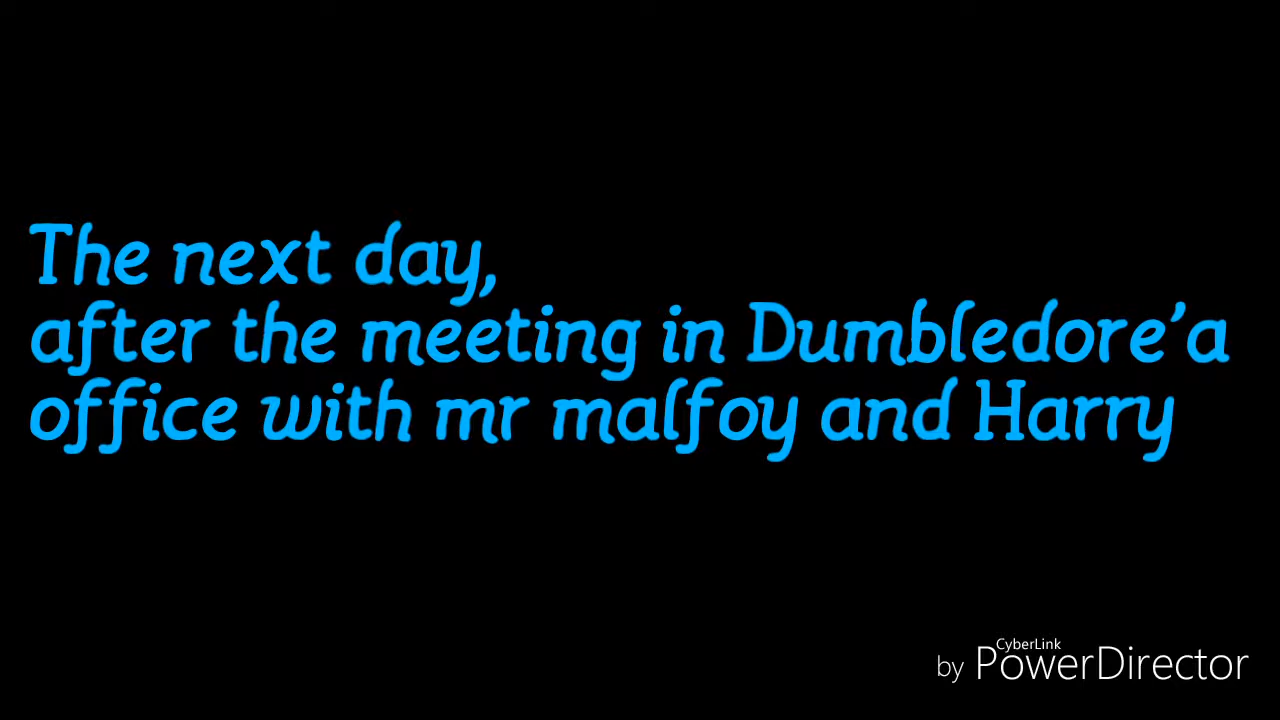 The next day,
after the meeting in Dumbledore'a
office with mr malfoy and Harry
CyberLink
by PowerDirector